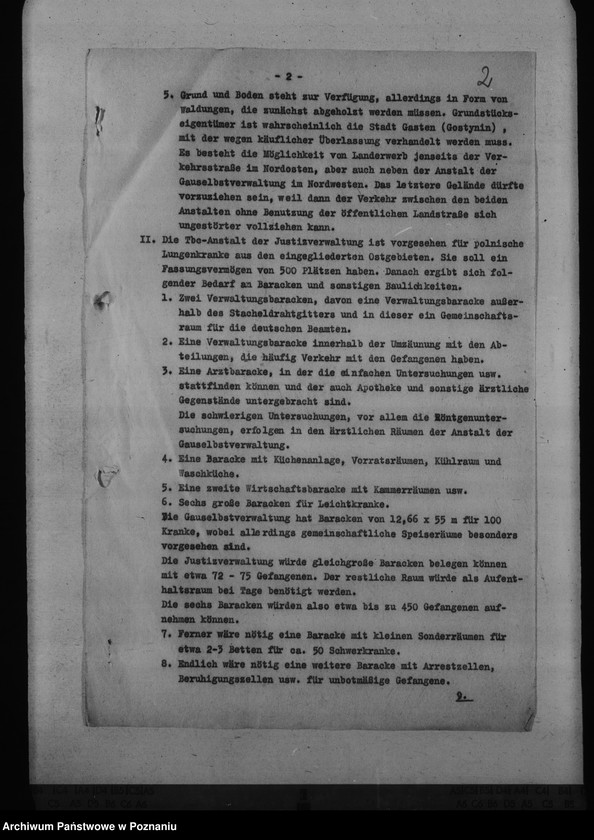 - 2 -
2
5. Grund und Boden steht zur Verfügung, allerdings in Form von
Waldungen, die zunächst abgeholzt werden müssen. Grundstücks-
eigentümer ist wahrscheinlich die Stadt Gasten (Gostynin) ,
mit der wegen käuflicher Überlassung verhandelt werden muss.
Es besteht die Möglichkeit von Landerwerb jenseits der Ver-
kehrsstraße im Nordosten, aber auch neben der Anstalt der
Gauselbstverwaltung im Nordwesten. Das letztere Gelände dürfte
vorzuziehen sein, weil dann der Verkehr zwischen den beiden
Anstalten ohne Benutzung der öffentlichen Landstraße sich
ungestörter vollziehen kann.
II. Die Tbc-Anstalt der Justizverwaltung ist vorgesehen für polnische
Lungenkranke aus den eingegliederten Ostgebieten. Sie soll ein
Fassungsvermögen von 500 Plätzen haben. Danach ergibt sich fol-
gender Bedarf an Baracken und sonstigen Baulichkeiten.
1. Zwei Verwaltungsbaracken, davon eine Verwaltungsbaracke außer-
halb des Stacheldrahtgitters und in dieser ein Gemeinschafts-
raum für die deutschen Beamten.
2. Eine Verwaltungsbaracke innerhalb der Umzäunung mit den Ab-
teilungen, die häufig Verkehr mit den Gefangenen haben.
3. Eine Arztbaracke, in der die einfachen Untersuchungen usw.
stattfinden können und der auch Apotheke und sonstige ärztliche
Gegenstände untergebracht sind.
Die schwierigen Untersuchungen, vor allem die Röntgenunter-
suchungen, erfolgen in den ärztlichen Räumen der Anstalt der
Gauselbstverwaltung.
4. Eine Baracke mit Küchenanlage, Vorratsräumen, Kühlraum und
Waschküche.
5. Eine zweite Wirtschaftsbaracke mit Kammerräumen usw.
6. Sechs große Baracken für Leichtkranke.
Die Gauselbstverwaltung hat Baracken von 12,66 x 55 m für 100
Kranke, wobei allerdings gemeinschaftliche Speiseräume besonders
vorgesehen sind.
Die Justizverwaltung würde gleichgroße Baracken belegen können
mit etwa 72 - 75 Gefangenen. Der restliche Raum würde als Aufent-
haltsraum bei Tage benötigt werden.
Die sechs Baracken würden also etwa bis zu 450 Gefangenen auf-
nehmen können.
7. Ferner wäre nötig eine Baracke mit kleinen Sonderräumen für
etwa 2-3 Betten für ca. 50 Schwerkranke.
8. Endlich wäre nötig eine weitere Baracke mit Arrestzellen,
Beruhigungszellen usw. für unbotmäßige Gefangene.
9.
Archiwum Państwowe w Poznaniu